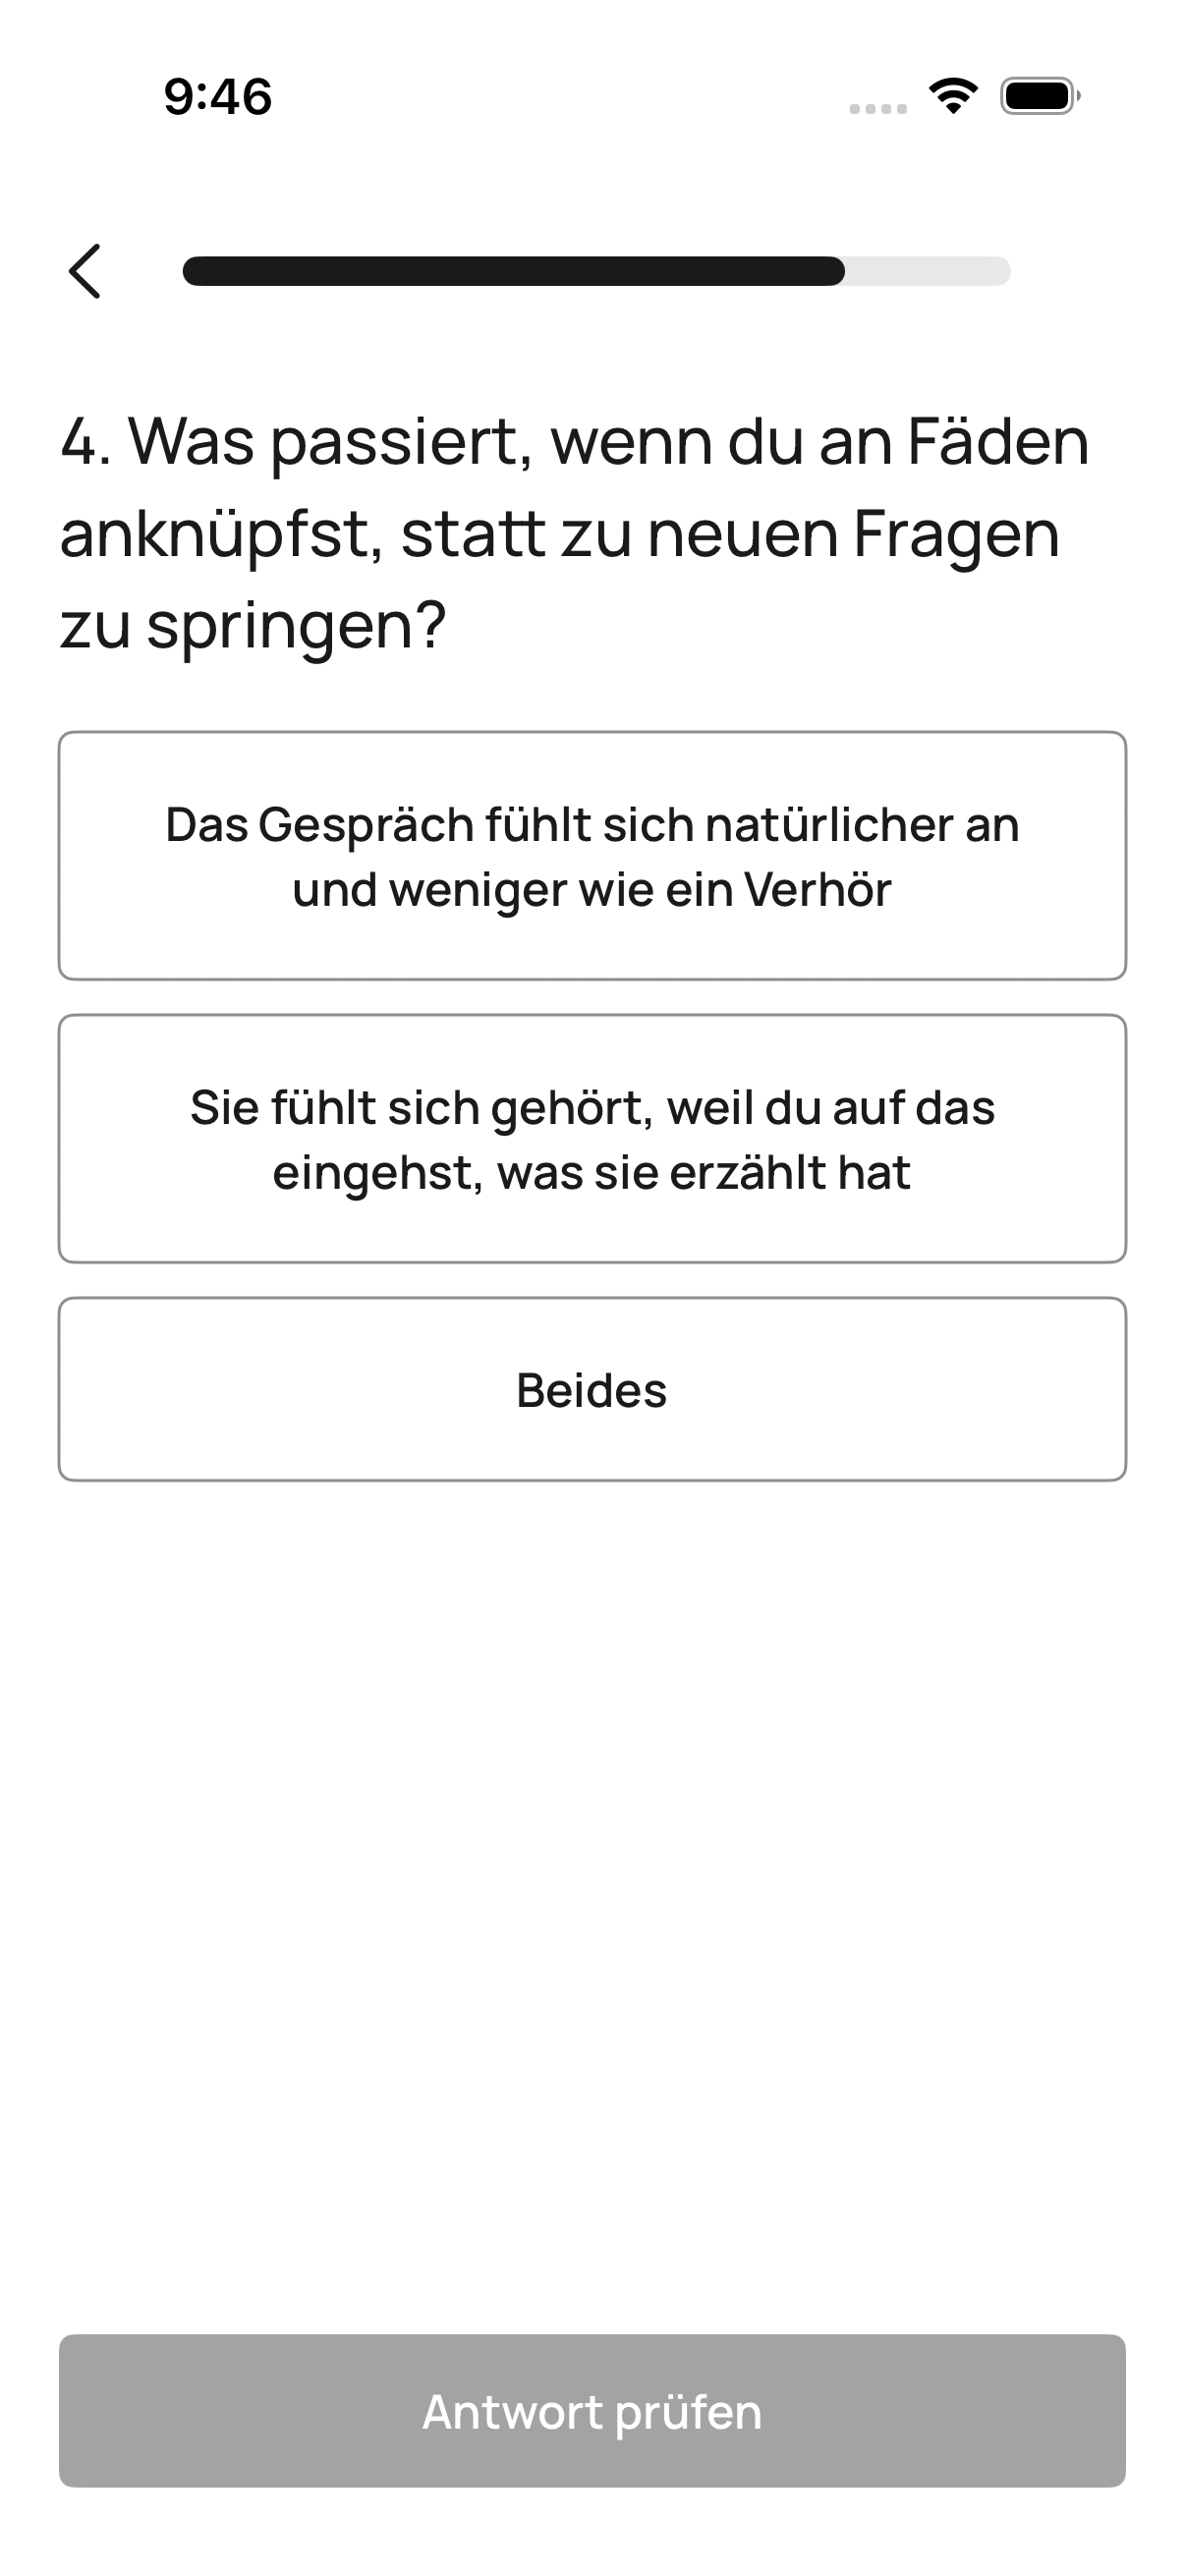 9:46
4. Was passiert, wenn du an Fäden
anknüpfst, statt zu neuen Fragen
zu springen?
Das Gespräch fühlt sich natürlicher an
und weniger wie ein Verhör
Sie fühlt sich gehört, weil du auf das
eingehst, was sie erzählt hat
Beides
Antwort prüfen